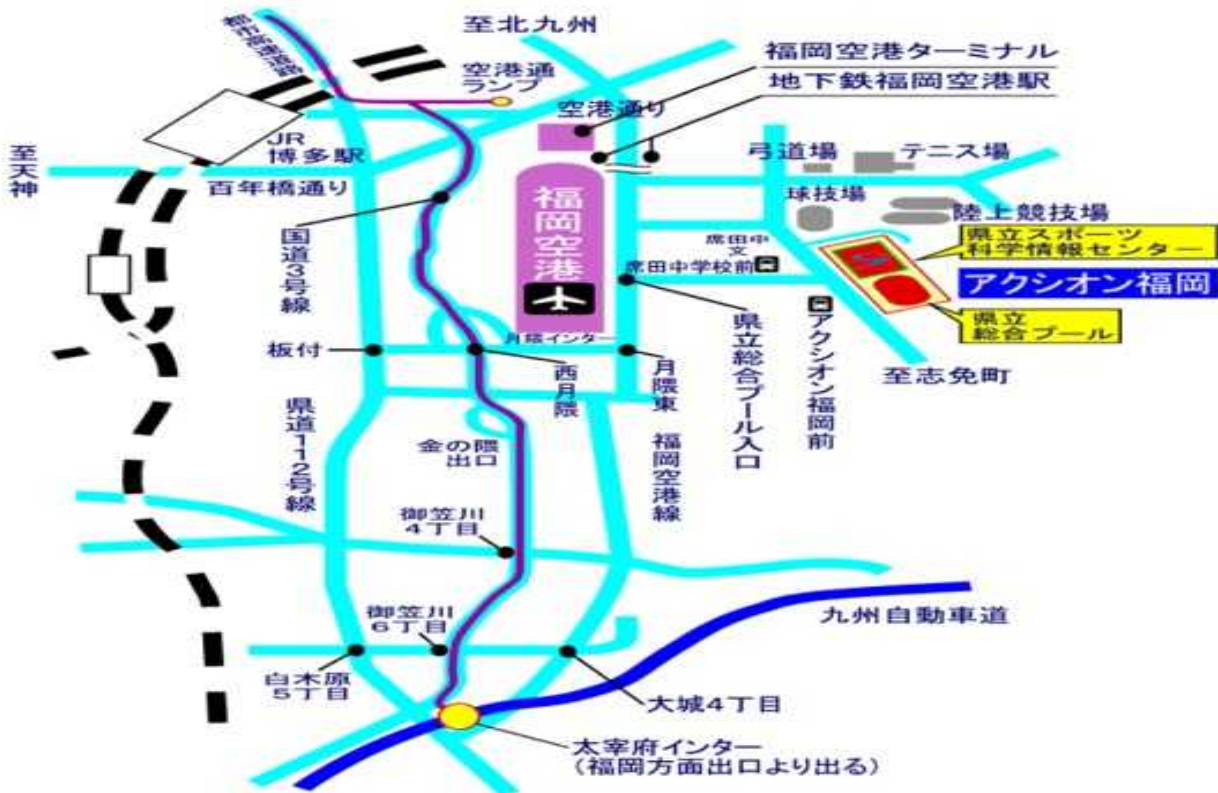 至北九州
都市高速道路
空港通
ランプ
福岡空港ターミナル
地下鉄福岡空港駅
空港通り
JR
博多駅
至天神
百年橋通り
弓道場
テニス場
球技場
陸上競技場
福岡空港
国道3号線
席田中
席田中学校前
県立スポーツ
科学情報センター
アクシオン福岡
県立
総合プール
月隈インター
板付
西月隈
月隈東
県立総合プール入口
アクシオン福岡前
至志免町
県道112号線
金の隈
出口
福岡空港線
御笠川
4丁目
御笠川
6丁目
九州自動車道
白木原
5丁目
大城4丁目
太宰府インター
(福岡方面出口より出る)